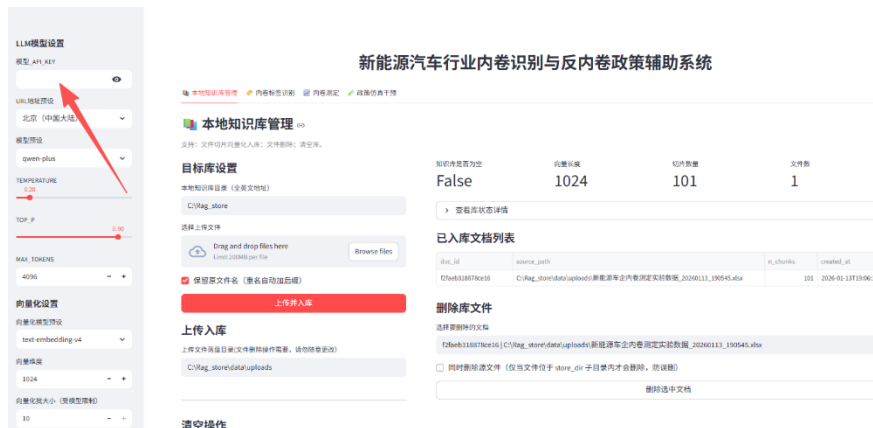 LLM模型设置
模型_API_KEY
URL地址预设
北京（中国大陆）
模型预设
qwen-plus
TEMPERATURE
0.20
TOP_P
0.90
MAX_TOKENS
4096
- +
向量化设置
向量化模型预设
text-embedding-v4
向量维度
1024
- +
向量化批大小（受模型限制）
10
- +
新能源汽车行业内卷识别与反内卷政策辅助系统
本地知识库管理
内卷标签识别
内卷测定
政策仿真干预
本地知识库管理
支持：文件切片向量化入库；文件删除；清空库。
目标库设置
本地知识库目录（全英文地址）
C:\Rag_store
选择上传文件
Drag and drop files here
Limit 200MB per file
Browse files
保留原文件名（重名自动加后缀）
上传并入库
上传入库
上传文件落盘目录(文件删除操作需要，请勿随意更改)
C:\Rag_store\data\uploads
清空操作
知识库是否为空
向量长度
切片数量
文件数
False
1024
101
1
查看库状态详情
已入库文档列表
doc_id
source_path
n_chunks
created_at
f2faeb318878ce16
C:\Rag_store\data\uploads\新能源车企内卷测定实验数据_20260113_190545.xlsx
101
2026-01-13T19:06:
删除库文件
选择要删除的文档
f2faeb318878ce16 | C:\Rag_store\data\uploads\新能源车企内卷测定实验数据_20260113_190545.xlsx
同时删除源文件（仅当文件位于 store_dir 子目录内才会删除，防误删）
删除选中文档